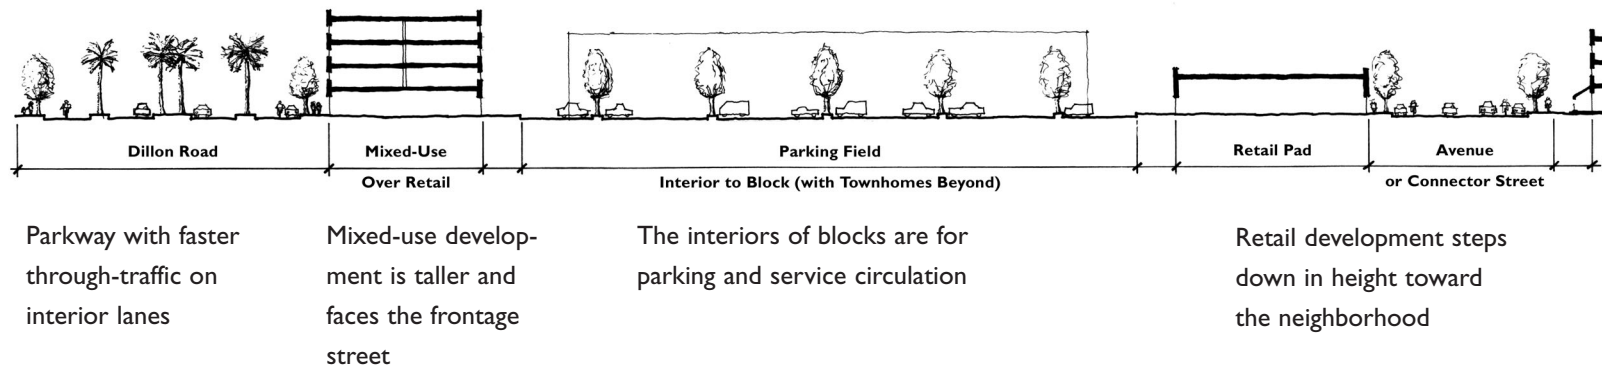 Dillon Road
Mixed-Use
Over Retail
Parking Field
Interior to Block (with Townhomes Beyond)
Retail Pad
Avenue
or Connector Street
Parkway with faster
through-traffic on
interior lanes
Mixed-use develop-
ment is taller and
faces the frontage
street
The interiors of blocks are for
parking and service circulation
Retail development steps
down in height toward
the neighborhood